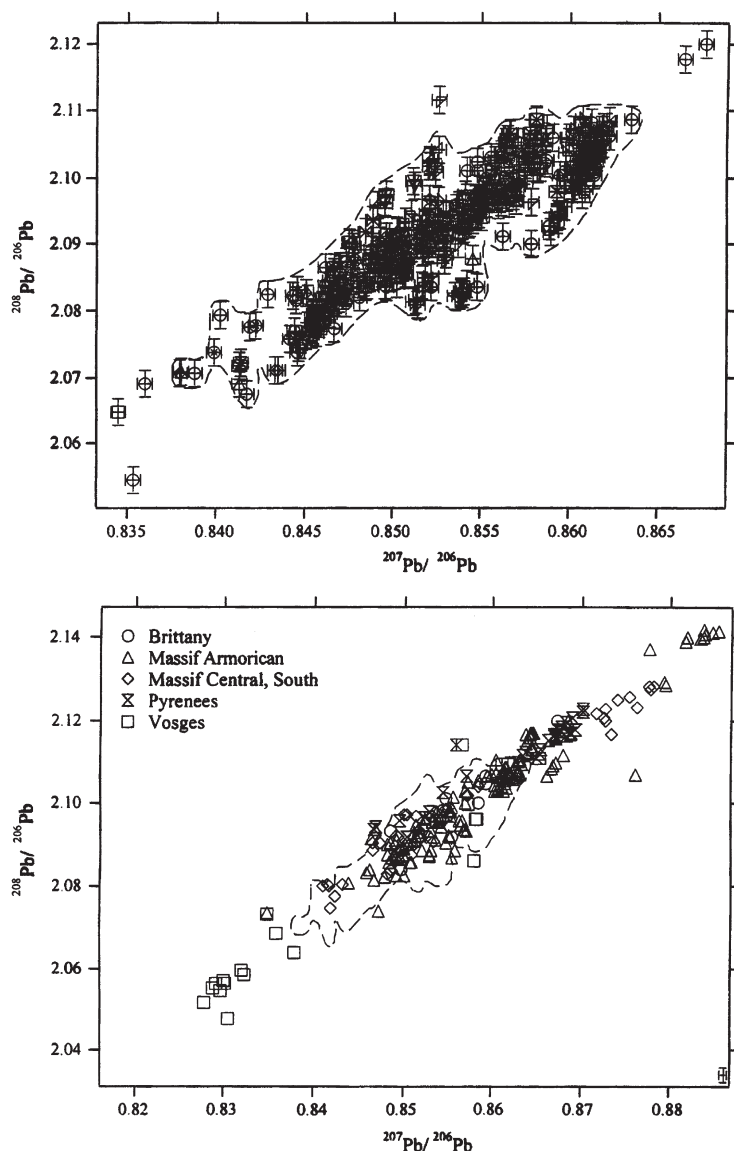 2.12
2.11
2.10
2.09
2.08
2.07
2.06
²⁰⁸Pb/ ²⁰⁶Pb
0.835 0.840 0.845 0.850 0.855 0.860 0.865
²⁰⁷Pb/ ²⁰⁶Pb
2.14
2.12
2.10
2.08
2.06
2.04
²⁰⁸Pb/ ²⁰⁶Pb
Brittany
Massif Armorican
Massif Central, South
Pyrenees
Vosges
0.82 0.83 0.84 0.85 0.86 0.87 0.88
²⁰⁷Pb/ ²⁰⁶Pb